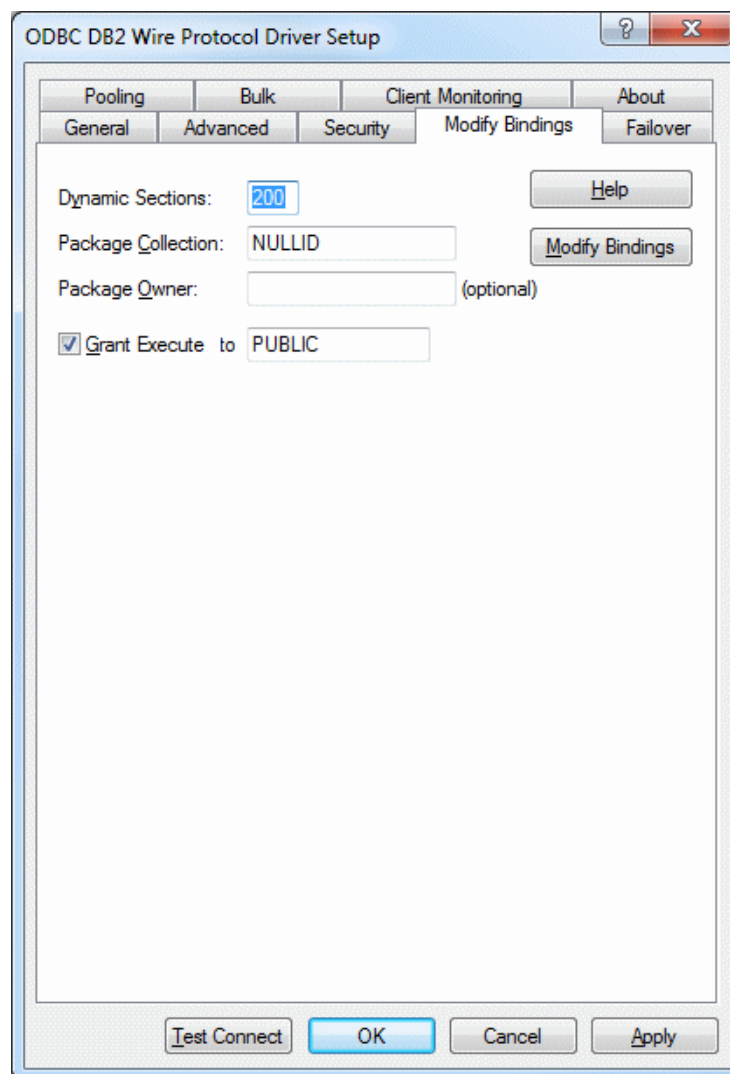 ODBC DB2 Wire Protocol Driver Setup ?
Pooling Bulk Client Monitoring About
General Advanced Security Modify Bindings Failover
Dynamic Sections: 200 Help
Package Collection: NULLID Modify Bindings
Package Owner: (optional)
Grant Execute to PUBLIC
Test Connect OK Cancel Apply